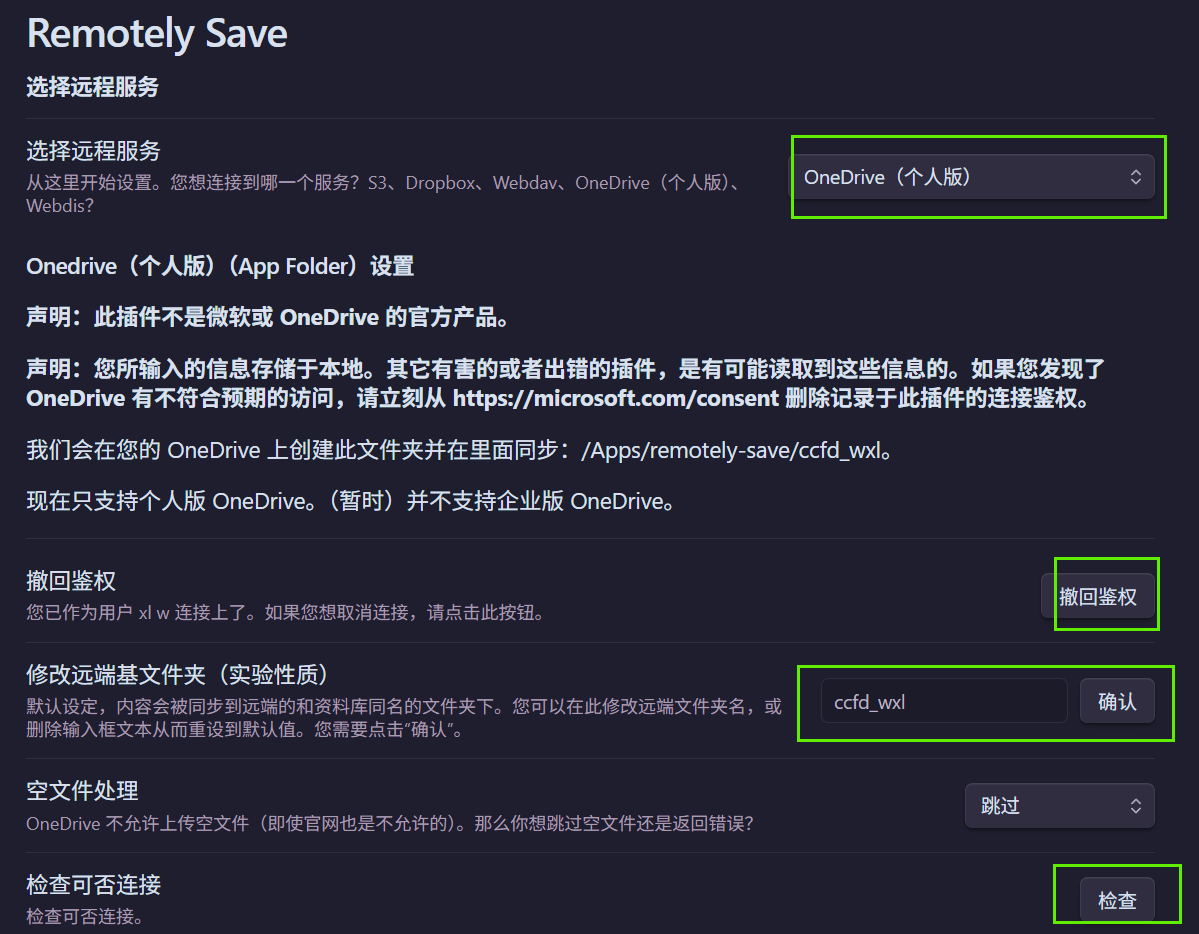 Remotely Save
选择远程服务
选择远程服务
从这里开始设置。您想连接到哪一个服务？S3、Dropbox、Webdav、OneDrive（个人版）、
Webdis？
OneDrive（个人版）
Onedrive（个人版）（App Folder）设置
声明：此插件不是微软或 OneDrive 的官方产品。
声明：您所输入的信息存储于本地。其它有害的或者出错的插件，是有可能读取到这些信息的。如果您发现了
OneDrive 有不符合预期的访问，请立刻从 https://microsoft.com/consent 删除记录于此插件的连接鉴权。
我们会在您的 OneDrive 上创建此文件夹并在里面同步：/Apps/remotely-save/ccfd_wxl。
现在只支持个人版 OneDrive。（暂时）并不支持企业版 OneDrive。
撤回鉴权
您已作为用户 xl w 连接上了。如果您想取消连接，请点击此按钮。
撤回鉴权
修改远端基文件夹（实验性质）
默认设定，内容会被同步到远端的和资料库同名的文件夹下。您可以在此修改远端文件夹名，或
删除输入框文本从而重设到默认值。您需要点击“确认”。
ccfd_wxl
确认
空文件处理
OneDrive 不允许上传空文件（即使官网也是不允许的）。那么你想跳过空文件还是返回错误？
跳过
检查可否连接
检查可否连接。
检查